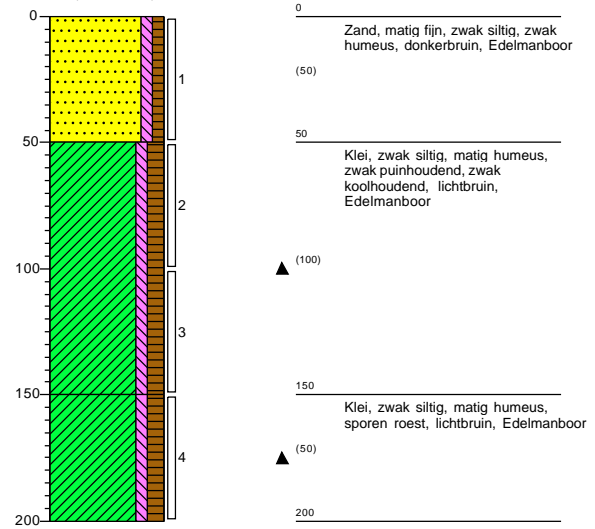 0
50
100
150
200
1
2
3
4
0
Zand, matig fijn, zwak siltig, zwak
humeus, donkerbruin, Edelmanboor
(50)
50
Klei, zwak siltig, matig humeus,
zwak puinhoudend, zwak
koolhoudend, lichtbruin,
Edelmanboor
(100)
150
Klei, zwak siltig, matig humeus,
sporen roest, lichtbruin, Edelmanboor
(50)
200